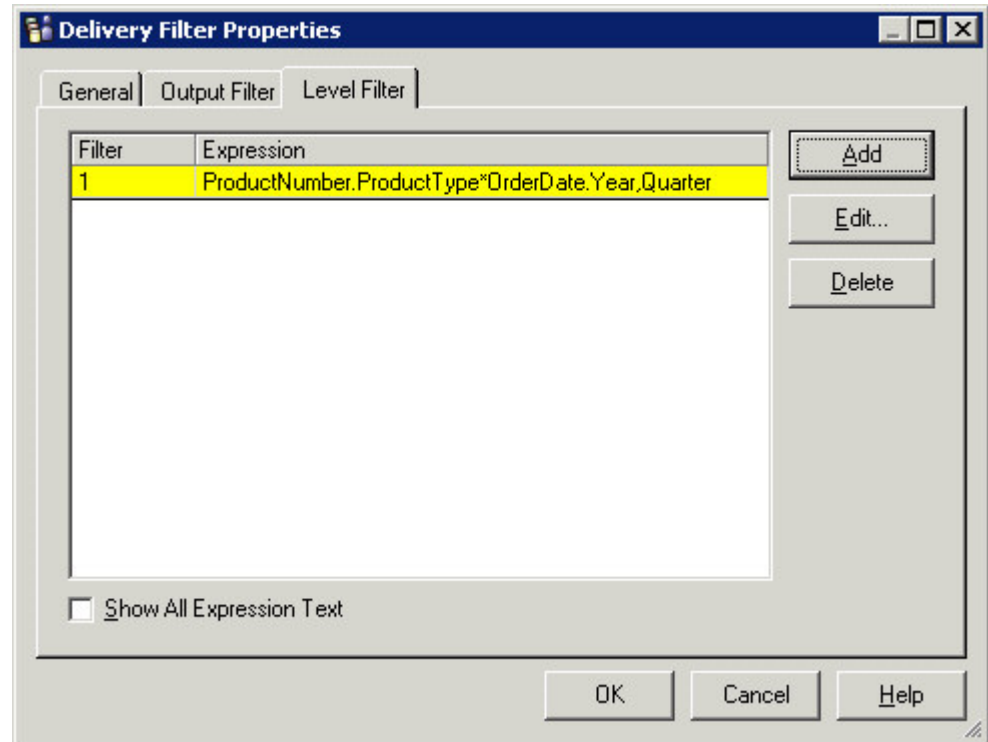 Delivery Filter Properties
General Output Filter Level Filter
Filter Expression
1 ProductNumber.ProductType*OrderDate.Year,Quarter
Add
Edit...
Delete
Show All Expression Text
OK Cancel Help